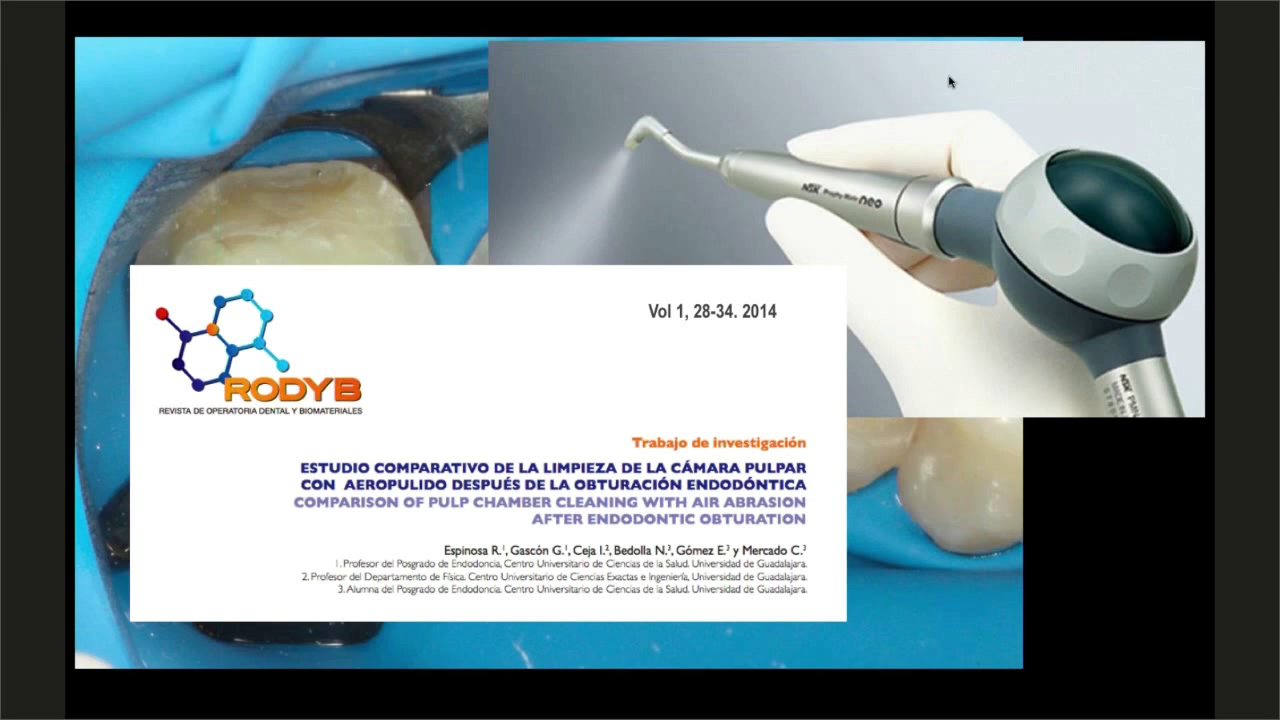 NSK Prophy-Mate neo
NSK
RODYB
REVISTA DE OPERATORIA DENTAL Y BIOMATERIALES
Vol 1, 28-34. 2014
Trabajo de investigación
ESTUDIO COMPARATIVO DE LA LIMPIEZA DE LA CÁMARA PULPAR
CON AEROPULIDO DESPUÉS DE LA OBTURACIÓN ENDODÓNTICA
COMPARISON OF PULP CHAMBER CLEANING WITH AIR ABRASION
AFTER ENDODONTIC OBTURATION
Espinosa R.¹, Gascón G.¹, Ceja I.², Bedolla N.³, Gómez E.³ y Mercado C.³
1. Profesor del Posgrado de Endodoncia, Centro Universitario de Ciencias de la Salud. Universidad de Guadalajara.
2. Profesor del Departamento de Física. Centro Universitario de Ciencias Exactas e Ingeniería, Universidad de Guadalajara.
3. Alumna del Posgrado de Endodoncia. Centro Universitario de Ciencias de la Salud. Universidad de Guadalajara.